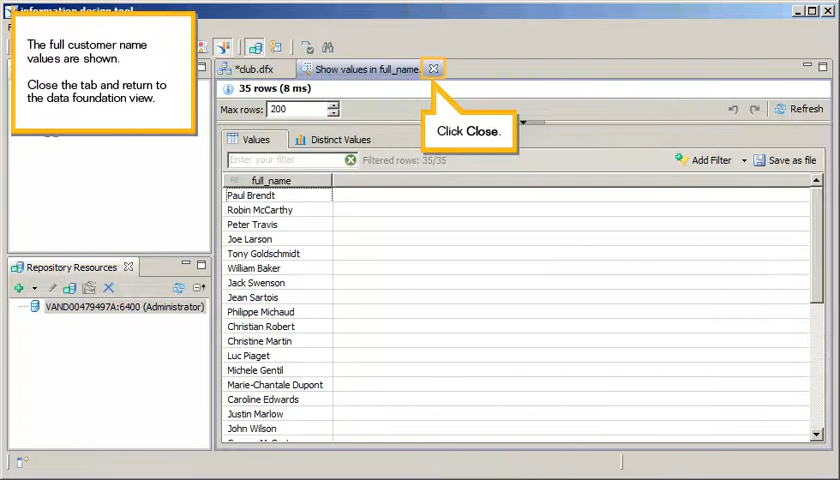 information design tool
The full customer name
values are shown.
Close the tab and return to
the data foundation view.
*dub.dfx
Show values in full_name
35 rows (8 ms)
Max rows: 200
Refresh
Click Close.
Values
Distinct Values
Enter your filter
Filtered rows: 35/35
Add Filter
Save as file
full_name
Paul Brendt
Robin McCarthy
Peter Travis
Joe Larson
Tony Goldschmidt
William Baker
Jack Swenson
Jean Sartois
Philippe Michaud
Christian Robert
Christine Martin
Luc Piaget
Michele Gentil
Marie-Chantale Dupont
Caroline Edwards
Justin Marlow
John Wilson
Repository Resources
VAND00479497A:6400 (Administrator)